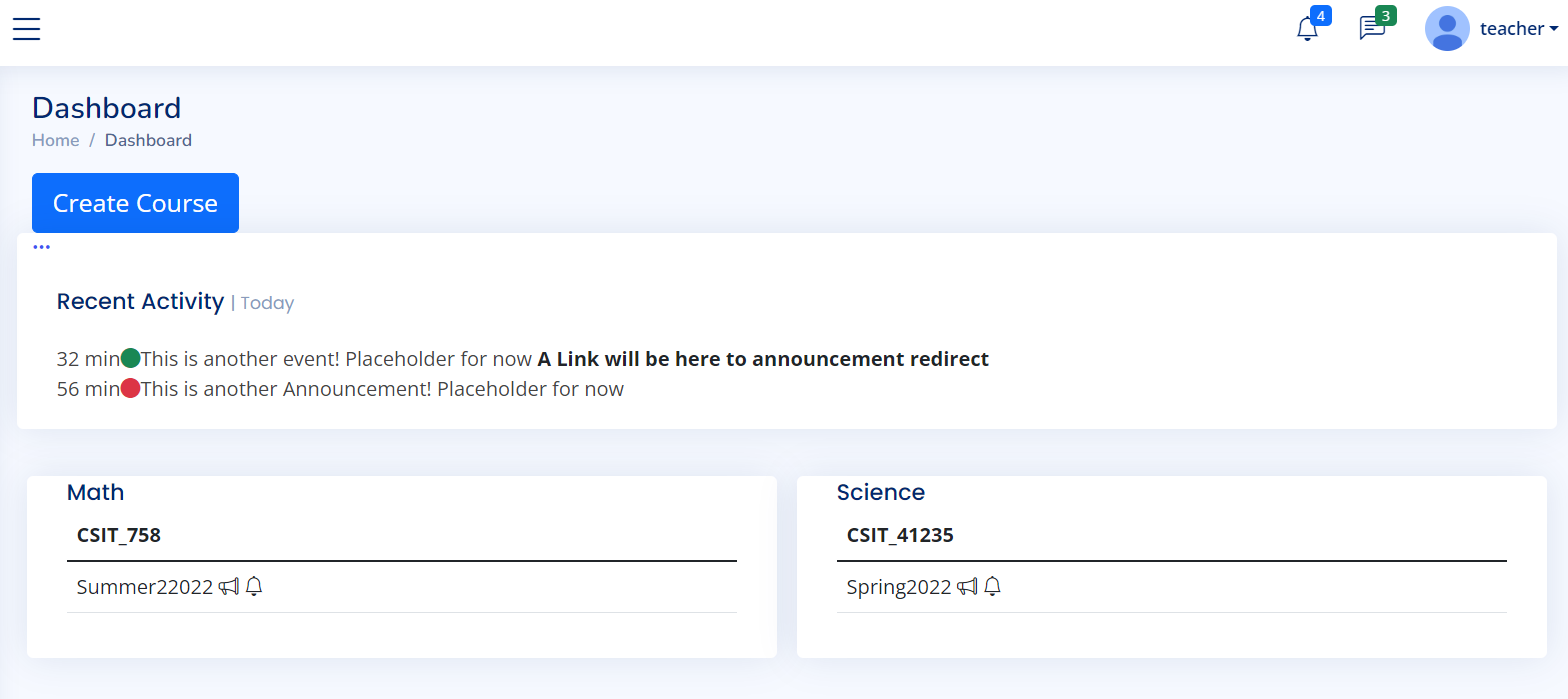 4
3
teacher
Dashboard
Home / Dashboard
Create Course
Recent Activity | Today
32 min This is another event! Placeholder for now A Link will be here to announcement redirect
56 min This is another Announcement! Placeholder for now
Math
CSIT_758
Summer22022
Science
CSIT_41235
Spring2022